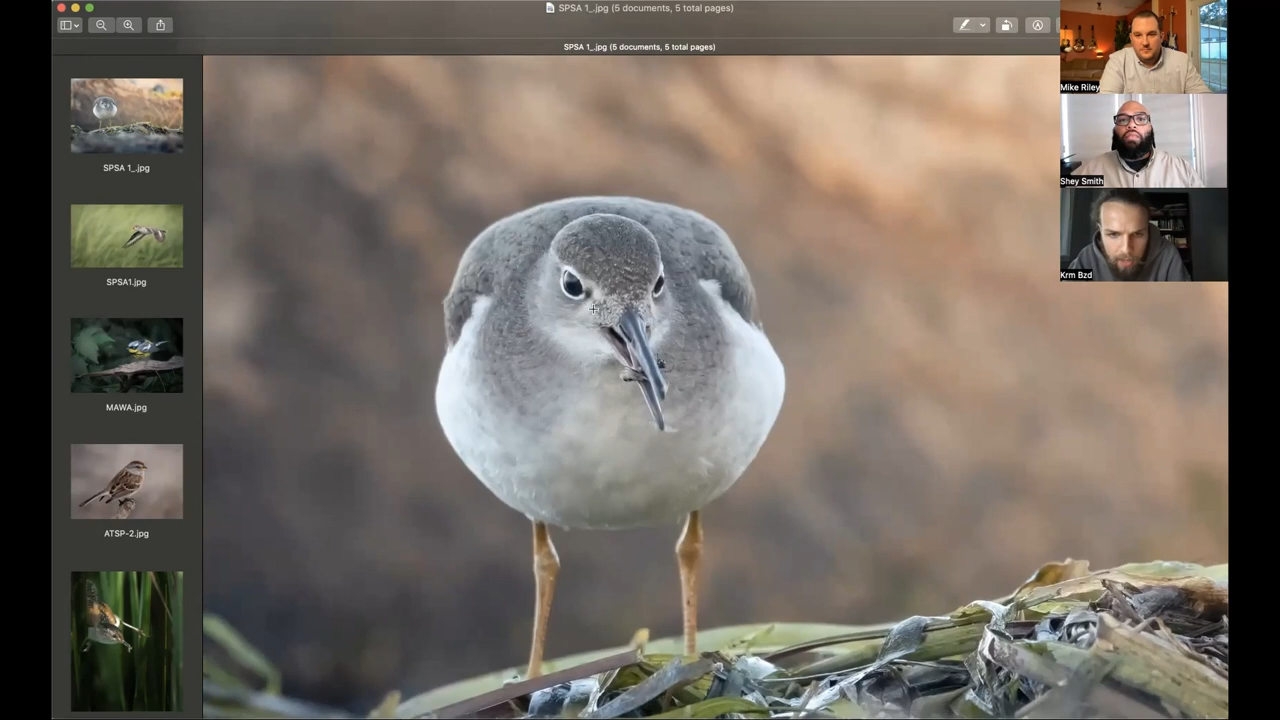 SPSA 1_.jpg (5 documents, 5 total pages)
SPSA 1_.jpg (5 documents, 5 total pages)
SPSA 1_.jpg
SPSA1.jpg
MAWA.jpg
ATSP-2.jpg
Mike Riley
Shey Smith
Krm Bzd